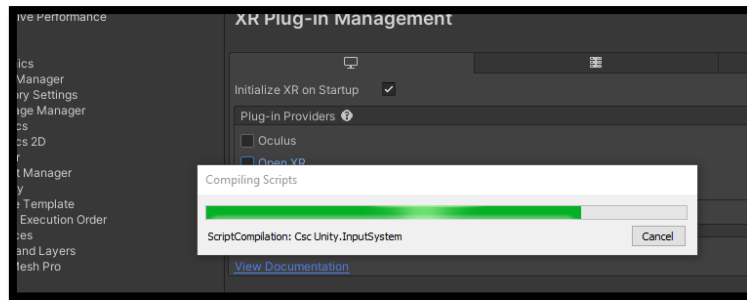 ive Performance
XR Plug-in Management
ics
Manager
ory Settings
age Manager
cs
cs 2D
r
t Manager
y
e Template
Execution Order
ces
and Layers
Mesh Pro
Initialize XR on Startup
Plug-in Providers
Oculus
Open XR
Compiling Scripts
ScriptCompilation: Csc Unity.InputSystem
Cancel
View Documentation